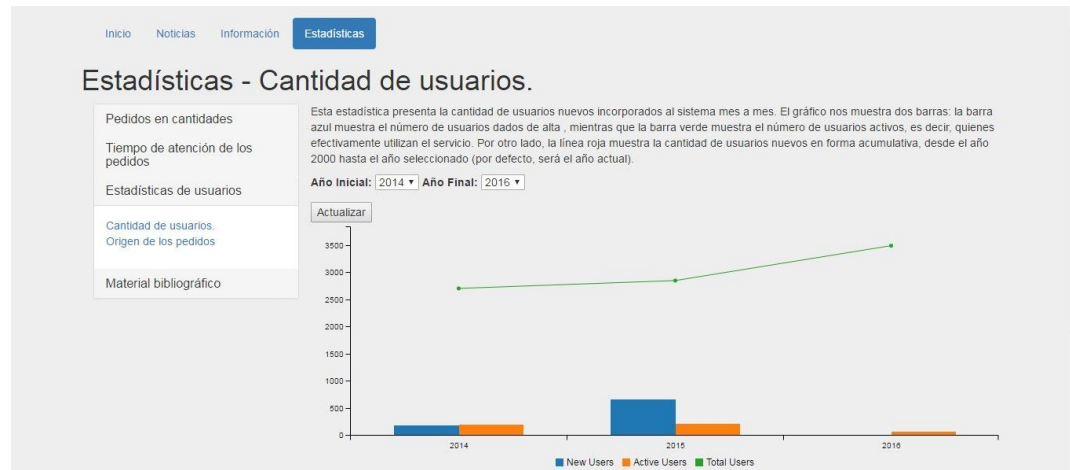 Inicio Noticias Información Estadísticas
Estadísticas - Cantidad de usuarios.
Pedidos en cantidades
Tiempo de atención de los
pedidos
Estadísticas de usuarios
Cantidad de usuarios.
Origen de los pedidos
Material bibliográfico
Esta estadística presenta la cantidad de usuarios nuevos incorporados al sistema mes a mes. El gráfico nos muestra dos barras: la barra
azul muestra el número de usuarios dados de alta , mientras que la barra verde muestra el número de usuarios activos, es decir, quienes
efectivamente utilizan el servicio. Por otro lado, la línea roja muestra la cantidad de usuarios nuevos en forma acumulativa, desde el año
2000 hasta el año seleccionado (por defecto, será el año actual).
Año Inicial: 2014 Año Final: 2016
Actualizar
3500
3000
2500
2000
1500
1000
500
0
2014 2015 2016
New Users Active Users Total Users